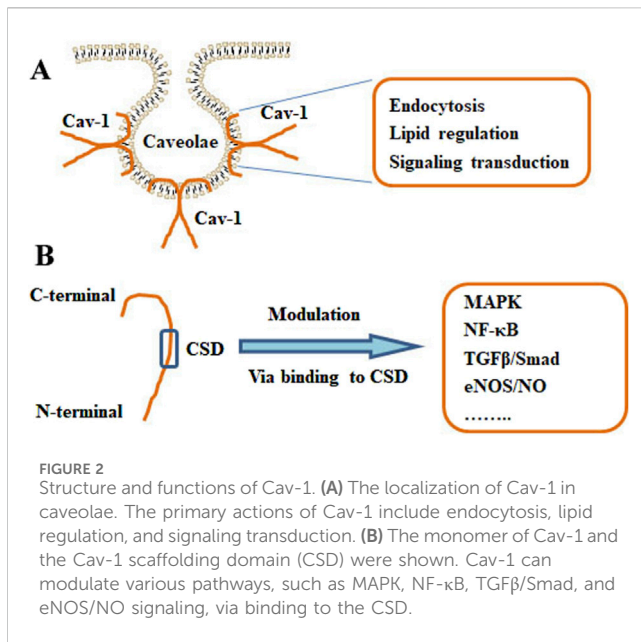 A
Cav-1
Cav-1
Caveolae
Cav-1
Endocytosis
Lipid regulation
Signaling transduction
B
C-terminal
CSD
N-terminal
Modulation
Via binding to CSD
MAPK
NF-κB
TGFβ/Smad
eNOS/NO
……..
FIGURE 2
Structure and functions of Cav-1. (A) The localization of Cav-1 in
caveolae. The primary actions of Cav-1 include endocytosis, lipid
regulation, and signaling transduction. (B) The monomer of Cav-1 and
the Cav-1 scaffolding domain (CSD) were shown. Cav-1 can
modulate various pathways, such as MAPK, NF-κB, TGFβ/Smad, and
eNOS/NO signaling, via binding to the CSD.